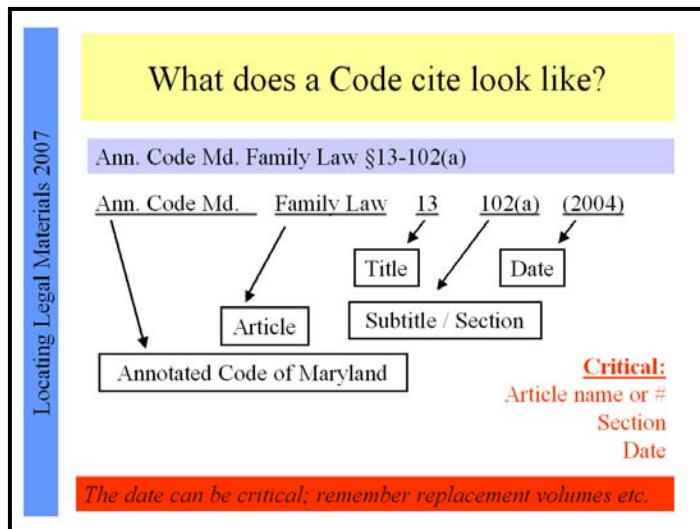 Locating Legal Materials 2007
What does a Code cite look like?
Ann. Code Md. Family Law §13-102(a)
Ann. Code Md. Family Law 13 102(a) (2004)
Title Date
Article Subtitle / Section
Annotated Code of Maryland
Critical:
Article name or #
Section
Date
The date can be critical; remember replacement volumes etc.